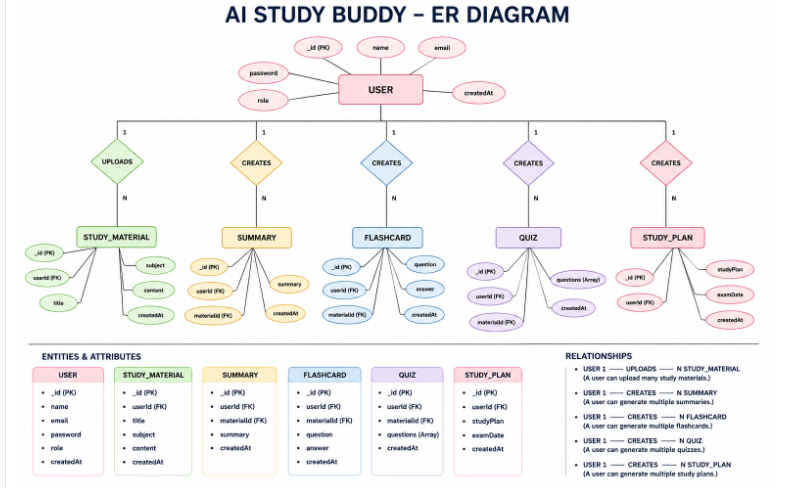 AI STUDY BUDDY – ER DIAGRAM
_id (PK)
name
email
password
USER
createdAt
role
1
1
1
1
1
UPLOADS
CREATES
CREATES
CREATES
CREATES
N
N
N
N
N
STUDY_MATERIAL
SUMMARY
FLASHCARD
QUIZ
STUDY_PLAN
_id (PK)
userId (FK)
title
subject
content
createdAt
_id (PK)
userId (FK)
materialId (FK)
summary
createdAt
_id (PK)
userId (FK)
materialId (FK)
question
answer
createdAt
_id (PK)
userId (FK)
materialId (FK)
questions (Array)
createdAt
_id (PK)
userId (FK)
studyPlan
examDate
createdAt
ENTITIES & ATTRIBUTES
USER
• _id (PK)
• name
• email
• password
• role
• createdAt
STUDY_MATERIAL
• _id (PK)
• userId (FK)
• title
• subject
• content
• createdAt
SUMMARY
• _id (PK)
• userId (FK)
• materialId (FK)
• summary
• createdAt
FLASHCARD
• _id (PK)
• userId (FK)
• materialId (FK)
• question
• answer
• createdAt
QUIZ
• _id (PK)
• userId (FK)
• materialId (FK)
• questions (Array)
• createdAt
STUDY_PLAN
• _id (PK)
• userId (FK)
• studyPlan
• examDate
• createdAt
RELATIONSHIPS
• USER 1 —— UPLOADS —— N STUDY_MATERIAL
(A user can upload many study materials.)
• USER 1 —— CREATES —— N SUMMARY
(A user can generate multiple summaries.)
• USER 1 —— CREATES —— N FLASHCARD
(A user can generate multiple flashcards.)
• USER 1 —— CREATES —— N QUIZ
(A user can generate multiple quizzes.)
• USER 1 —— CREATES —— N STUDY_PLAN
(A user can generate multiple study plans.)